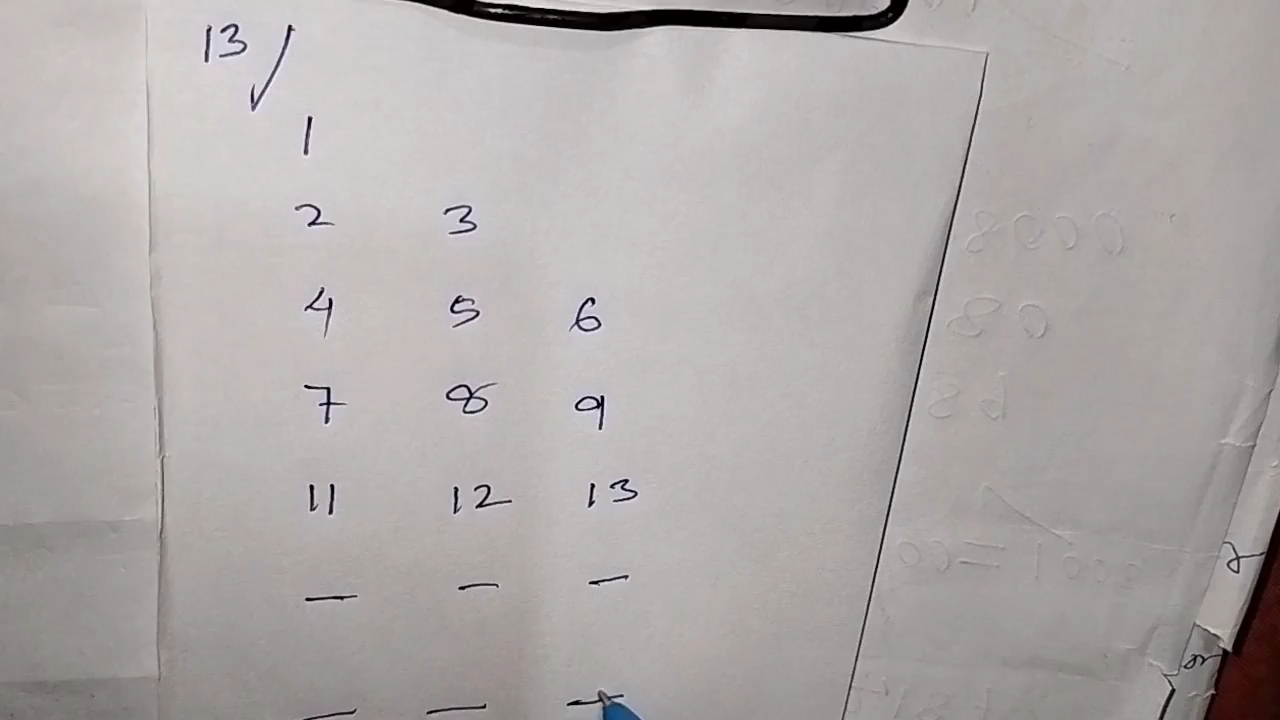 13/
1
2 3
4 5 6
7 8 9
11 12 13
— — —
— — —